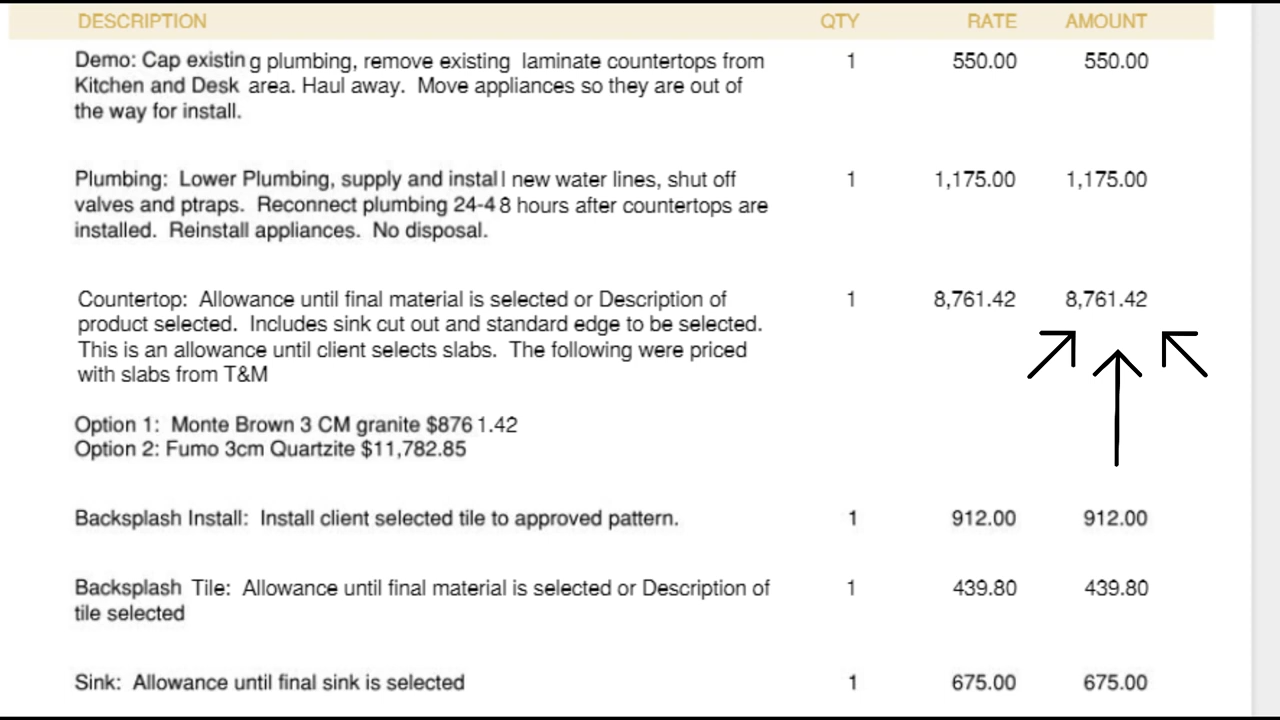 DESCRIPTION QTY RATE AMOUNT
Demo: Cap existing plumbing, remove existing laminate countertops from 1 550.00 550.00
Kitchen and Desk area. Haul away. Move appliances so they are out of
the way for install.
Plumbing: Lower Plumbing, supply and install new water lines, shut off 1 1,175.00 1,175.00
valves and ptraps. Reconnect plumbing 24-48 hours after countertops are
installed. Reinstall appliances. No disposal.
Countertop: Allowance until final material is selected or Description of 1 8,761.42 8,761.42
product selected. Includes sink cut out and standard edge to be selected.
This is an allowance until client selects slabs. The following were priced
with slabs from T&M
Option 1: Monte Brown 3 CM granite $8761.42
Option 2: Fumo 3cm Quartzite $11,782.85
Backsplash Install: Install client selected tile to approved pattern. 1 912.00 912.00
Backsplash Tile: Allowance until final material is selected or Description of 1 439.80 439.80
tile selected
Sink: Allowance until final sink is selected 1 675.00 675.00